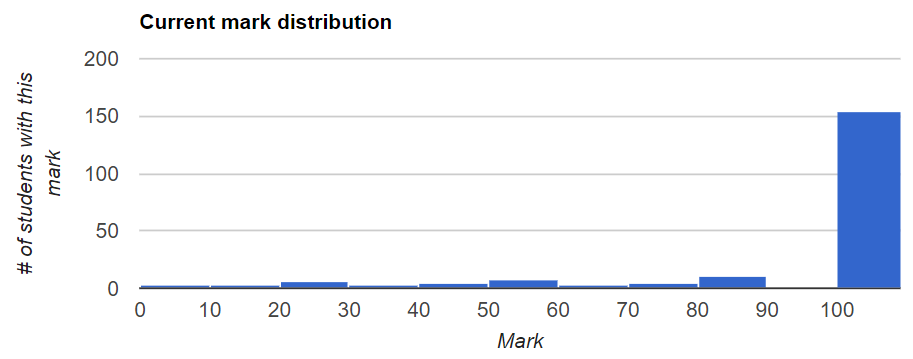 Current mark distribution
200
150
100
50
0
# of students with this
mark
0 10 20 30 40 50 60 70 80 90 100
Mark